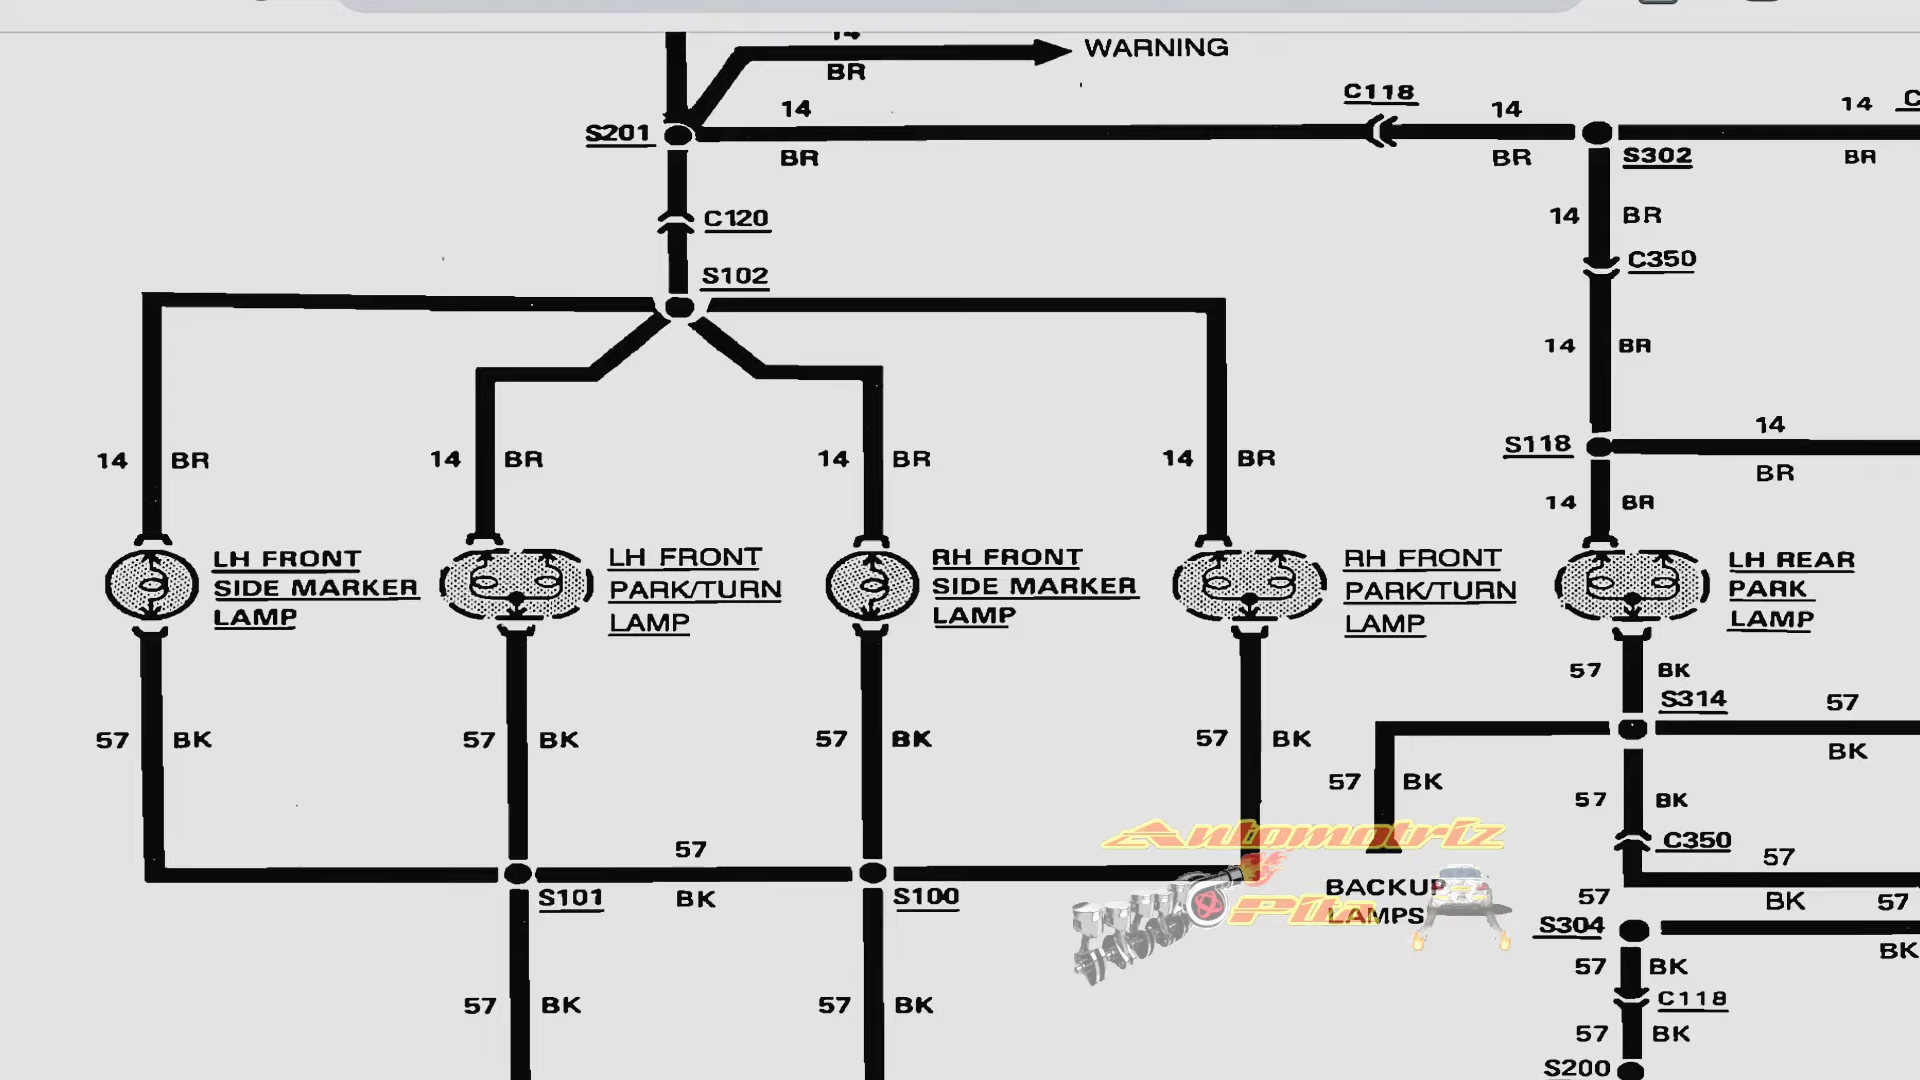 14
BR
WARNING
S201
14
BR
C118
14
BR
S302
14
C
BR
C120
S102
14 BR
C350
14 BR
S118
14
BR
14 BR
14 BR
14 BR
14 BR
14 BR
LH FRONT
SIDE MARKER
LAMP
LH FRONT
PARK/TURN
LAMP
RH FRONT
SIDE MARKER
LAMP
RH FRONT
PARK/TURN
LAMP
LH REAR
PARK
LAMP
57 BK
S314
57
BK
57 BK
57 BK
57 BK
57 BK
57 BK
57 BK
C350
57
BK
S101
57
BK
S100
Automotriz
Pita
BACKUP
LAMPS
57
S304
57
BK
57 BK
C118
57 BK
S200
57 BK
57 BK